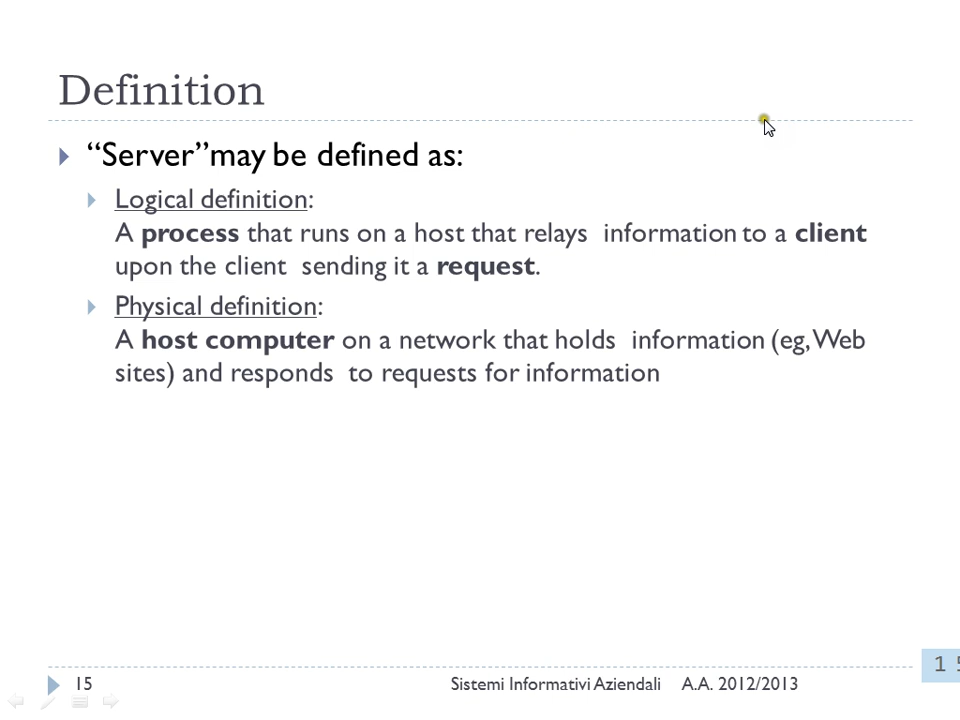 Definition
“Server”may be defined as:
Logical definition:
A process that runs on a host that relays information to a client
upon the client sending it a request.
Physical definition:
A host computer on a network that holds information (eg, Web
sites) and responds to requests for information
15
15
Sistemi Informativi Aziendali A.A. 2012/2013